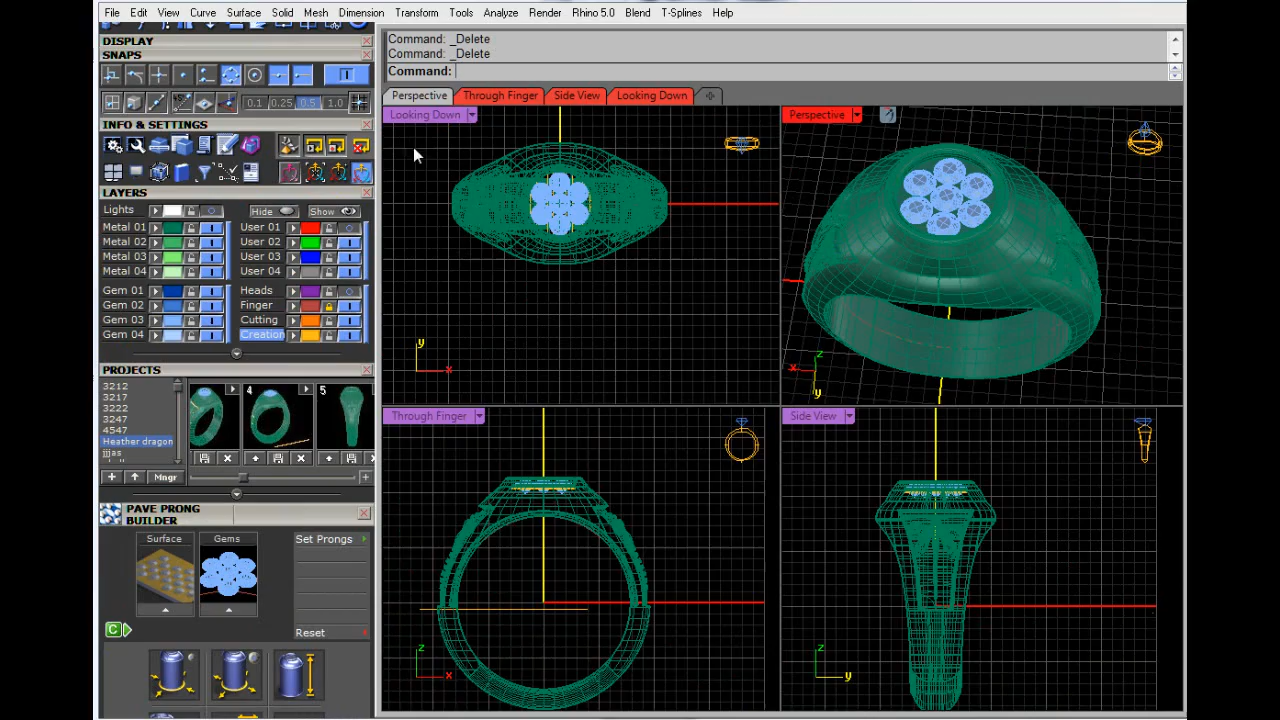 File Edit View Curve Surface Solid Mesh Dimension Transform Tools Analyze Render Rhino 5.0 Blend T-Splines Help
DISPLAY
SNAPS
0.1 0.25 0.5 1.0
INFO & SETTINGS
LAYERS
Lights Hide Show
Metal 01 User 01
Metal 02 User 02
Metal 03 User 03
Metal 04 User 04
Gem 01 Heads
Gem 02 Finger
Gem 03 Cutting
Gem 04 Creation
PROJECTS
3212
3217
3222
3247
4547
Heather dragon
jjjas
4 5
Mngr
PAVE PRONG
BUILDER
Surface Gems Set Prongs
Reset
C
Command: _Delete
Command: _Delete
Command:
Perspective Through Finger Side View Looking Down
Looking Down
y
x
Perspective
z
x
y
Through Finger
z
x
Side View
z
y